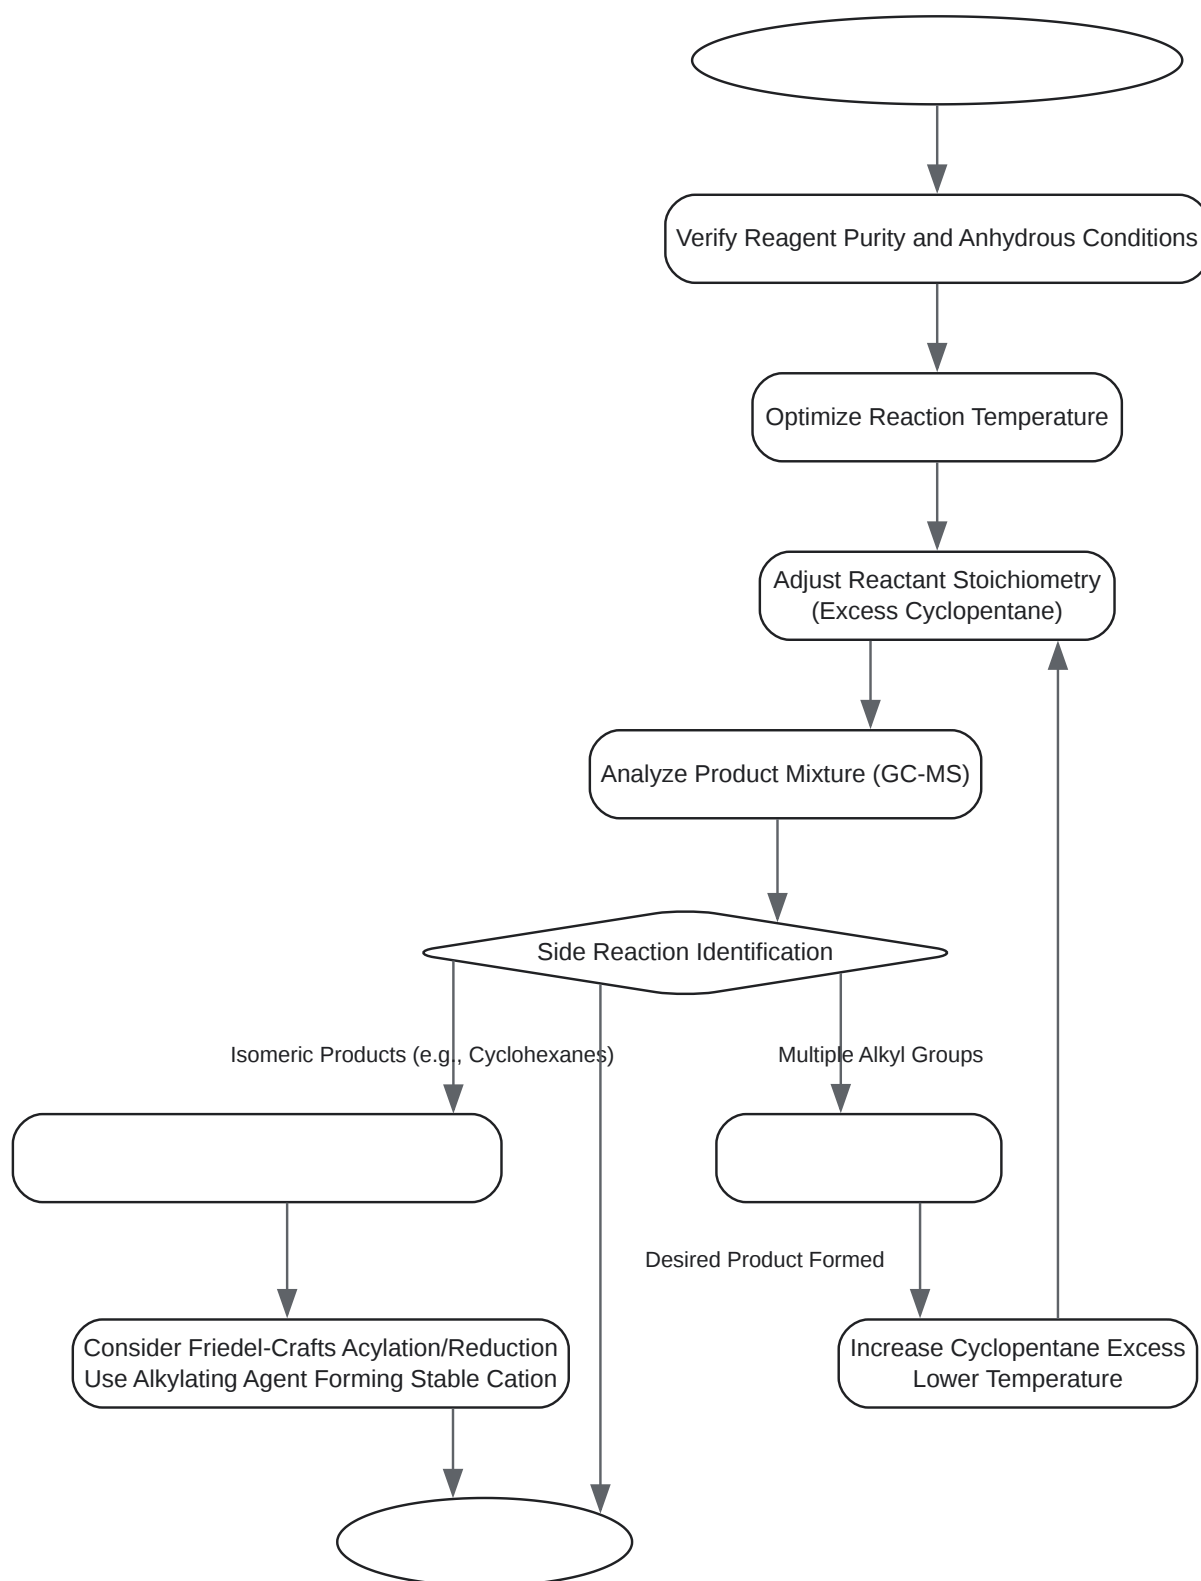 Verify Reagent Purity and Anhydrous Conditions
Optimize Reaction Temperature
Adjust Reactant Stoichiometry
(Excess Cyclopentane)
Analyze Product Mixture (GC-MS)
Side Reaction Identification
Isomeric Products (e.g., Cyclohexanes)
Multiple Alkyl Groups
Desired Product Formed
Consider Friedel-Crafts Acylation/Reduction
Use Alkylating Agent Forming Stable Cation
Increase Cyclopentane Excess
Lower Temperature